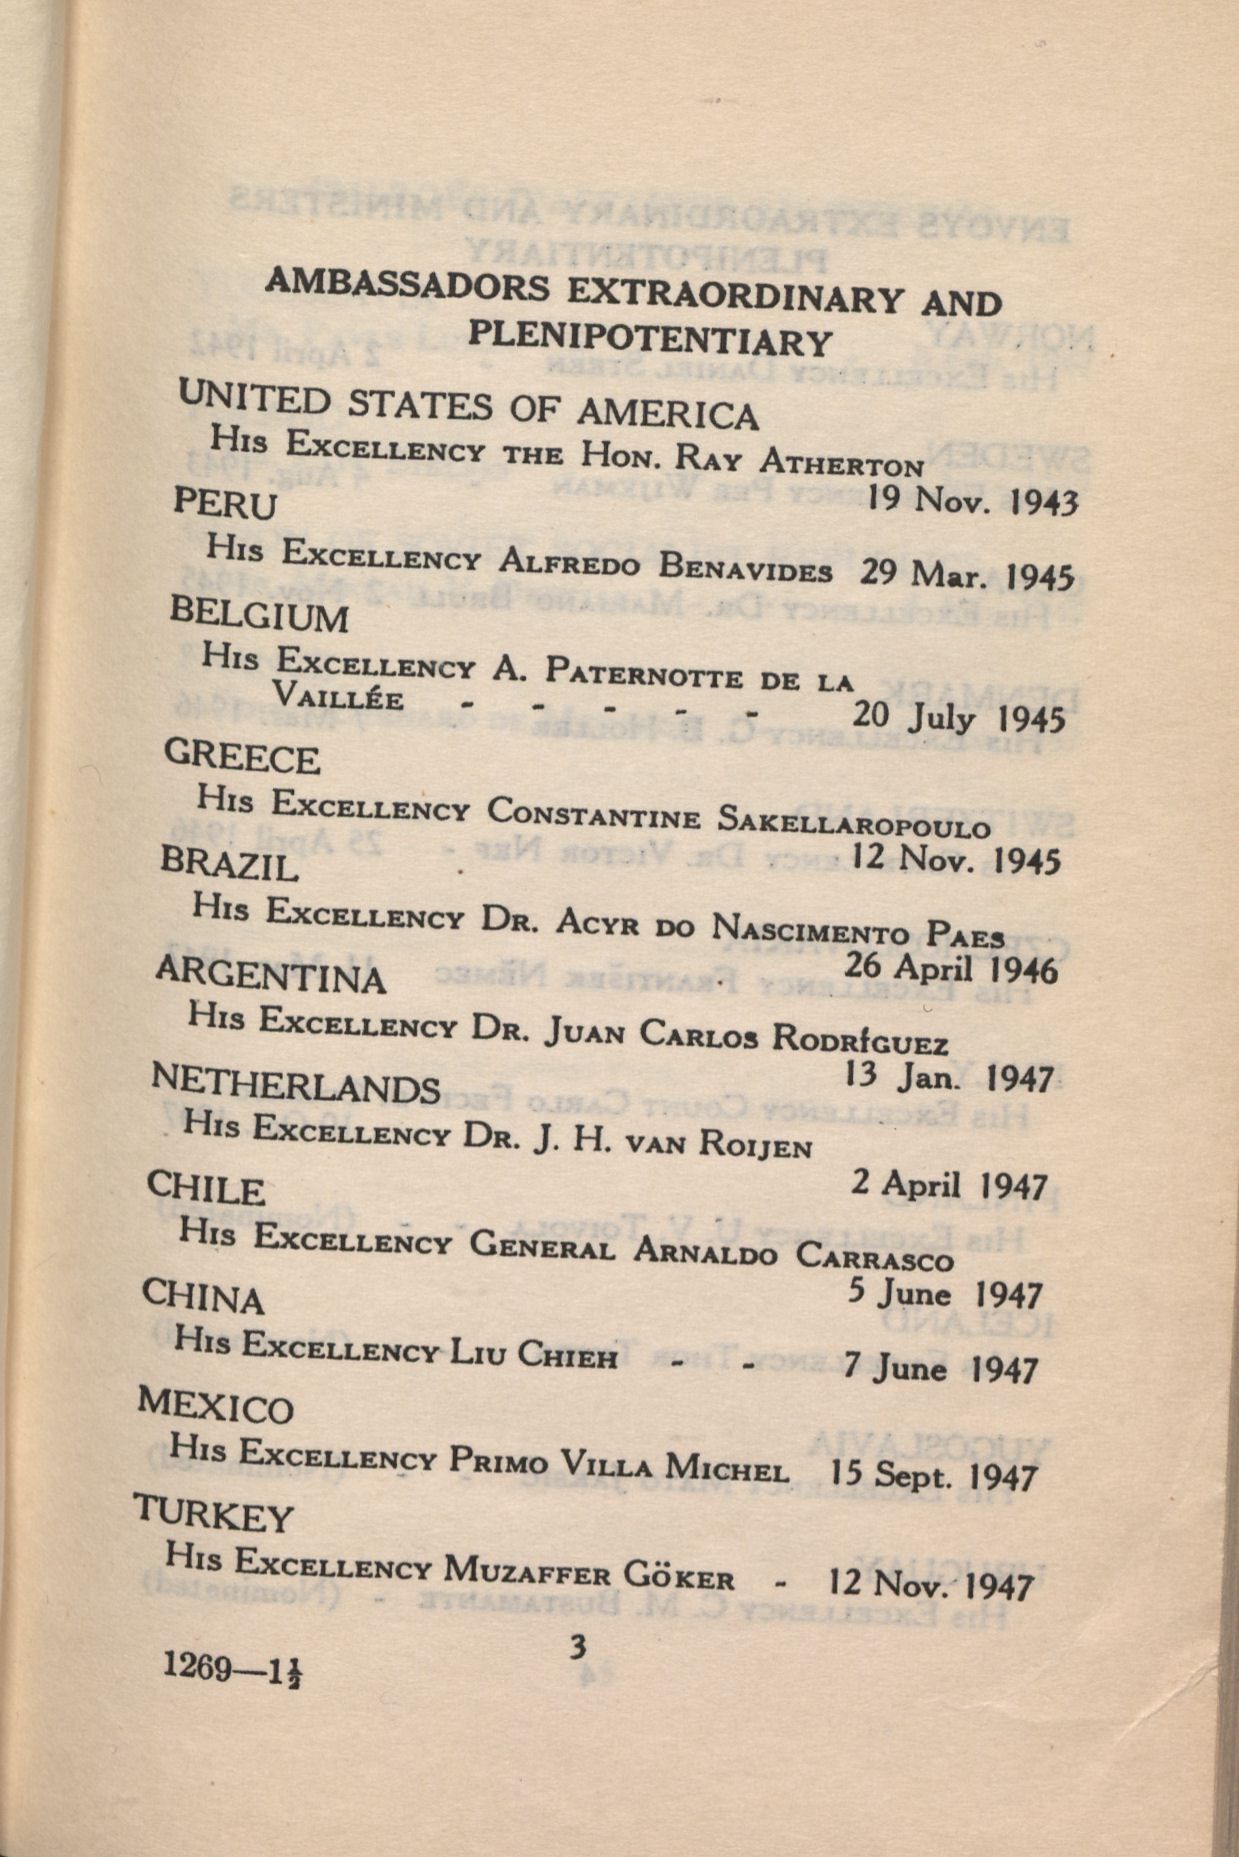 AMBASSADORS EXTRAORDINARY AND
PLENIPOTENTIARY
UNITED STATES OF AMERICA
His Excellency the Hon. Ray Atherton
19 Nov. 1943
PERU
His Excellency Alfredo Benavides 29 Mar. 1945
BELGIUM
His Excellency A. Paternotte de la
Vaillée - - - - - 20 July 1945
GREECE
His Excellency Constantine Sakellaropoulo
12 Nov. 1945
BRAZIL
His Excellency Dr. Acyr do Nascimento Paes
26 April 1946
ARGENTINA
His Excellency Dr. Juan Carlos Rodríguez
13 Jan. 1947
NETHERLANDS
His Excellency Dr. J. H. van Roijen
2 April 1947
CHILE
His Excellency General Arnaldo Carrasco
5 June 1947
CHINA
His Excellency Liu Chieh - - 7 June 1947
MEXICO
His Excellency Primo Villa Michel 15 Sept. 1947
TURKEY
His Excellency Muzaffer Göker - 12 Nov. 1947
3
1269—1½